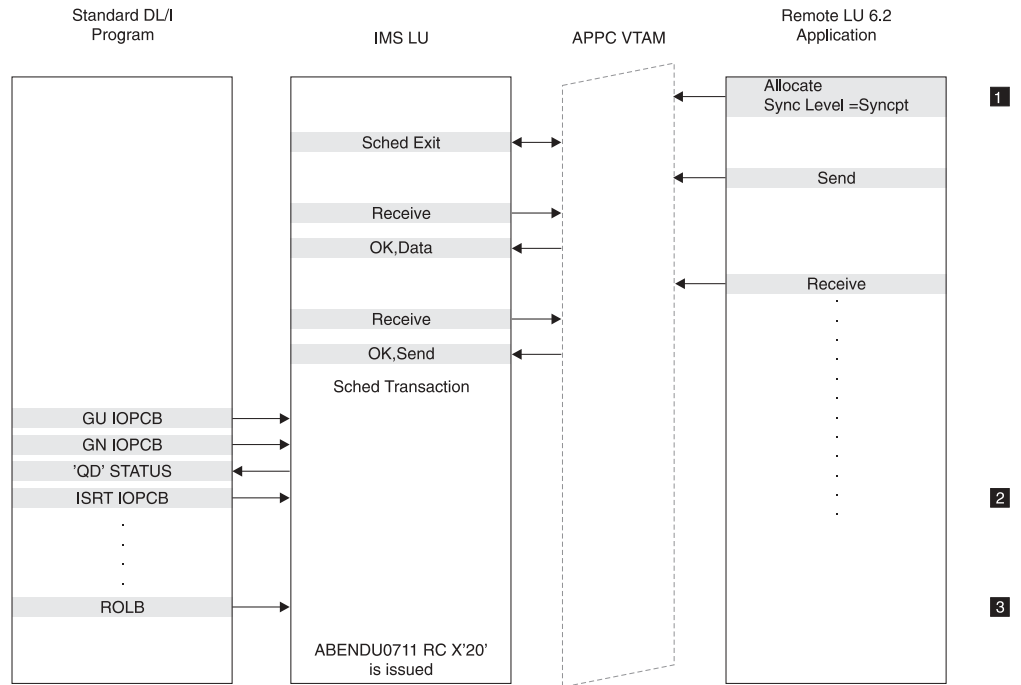 Standard DL/I
Program
IMS LU
APPC VTAM
Remote LU 6.2
Application
Allocate
Sync Level =Syncpt
1
Sched Exit
Send
Receive
OK,Data
Receive
Receive
OK,Send
Sched Transaction
GU IOPCB
GN IOPCB
'QD' STATUS
ISRT IOPCB
2
ROLB
3
ABENDU0711 RC X'20'
is issued